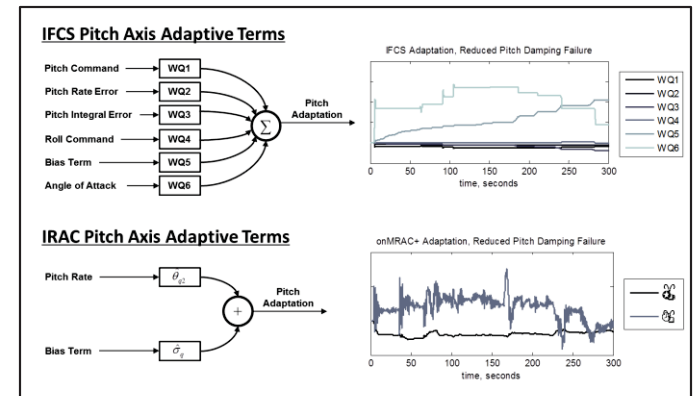 IFCS Pitch Axis Adaptive Terms
Pitch Command
WQ1
Pitch Rate Error
WQ2
Pitch Integral Error
WQ3
Roll Command
WQ4
Bias Term
WQ5
Angle of Attack
WQ6
Σ
Pitch
Adaptation
IFCS Adaptation, Reduced Pitch Damping Failure
WQ1
WQ2
WQ3
WQ4
WQ5
WQ6
0 50 100 150 200 250 300
time, seconds
IRAC Pitch Axis Adaptive Terms
Pitch Rate
θ̂q2
Bias Term
σ̂q
+
Pitch
Adaptation
onMRAC+ Adaptation, Reduced Pitch Damping Failure
0 50 100 150 200 250 300
time, seconds